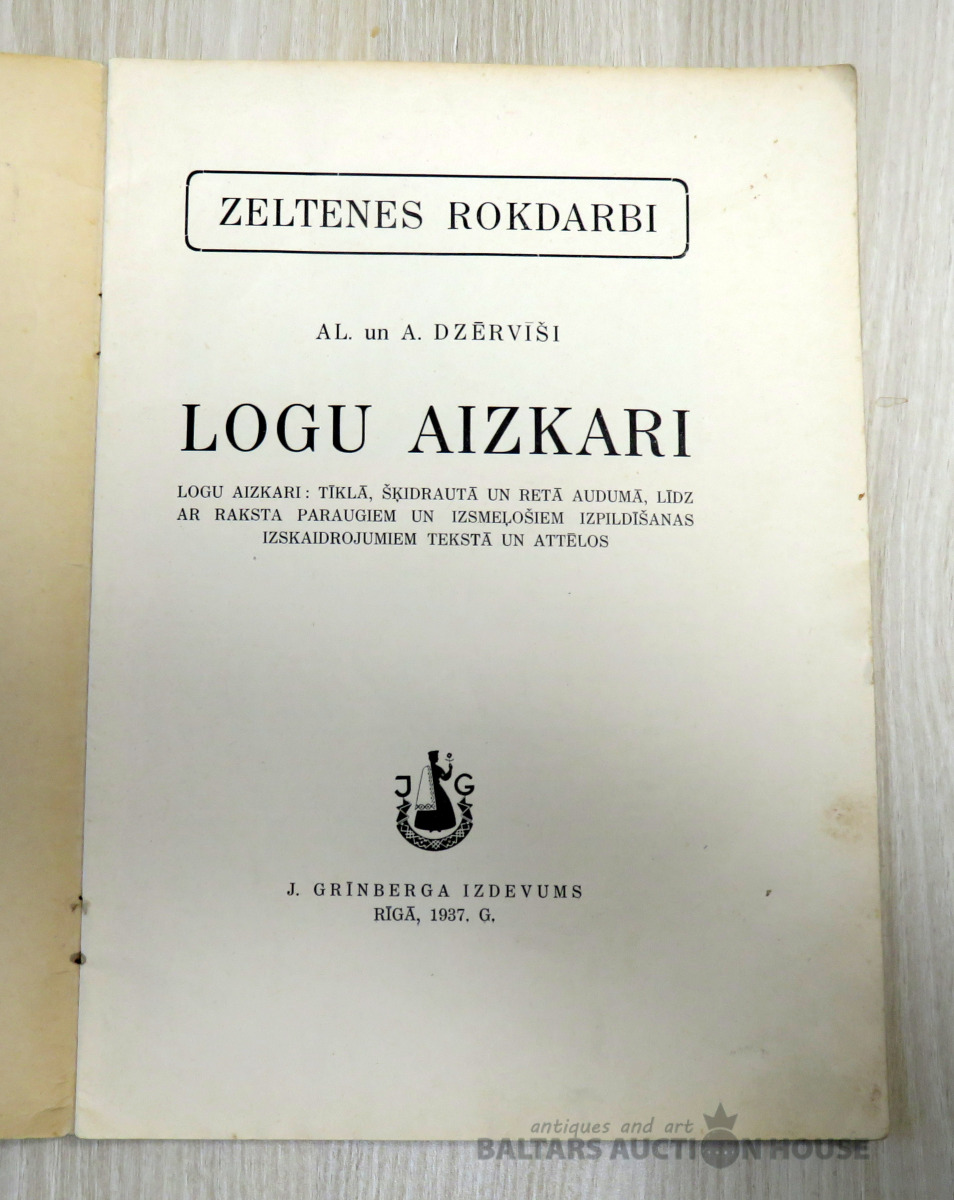 ZELTENES ROKDARBI
AL. un A. DZĒRVĪŠI
LOGU AIZKARI
LOGU AIZKARI: TĪKLĀ, ŠĶIDRAUTĀ UN RETĀ AUDUMĀ, LĪDZ
AR RAKSTA PARAUGIEM UN IZSMEĻOŠIEM IZPILDĪŠANAS
IZSKAIDROJUMIEM TEKSTĀ UN ATTĒLOS
J G
J. GRĪNBERGA IZDEVUMS
RĪGĀ, 1937. G.
antiques and art
BALTARS AUCTION HOUSE